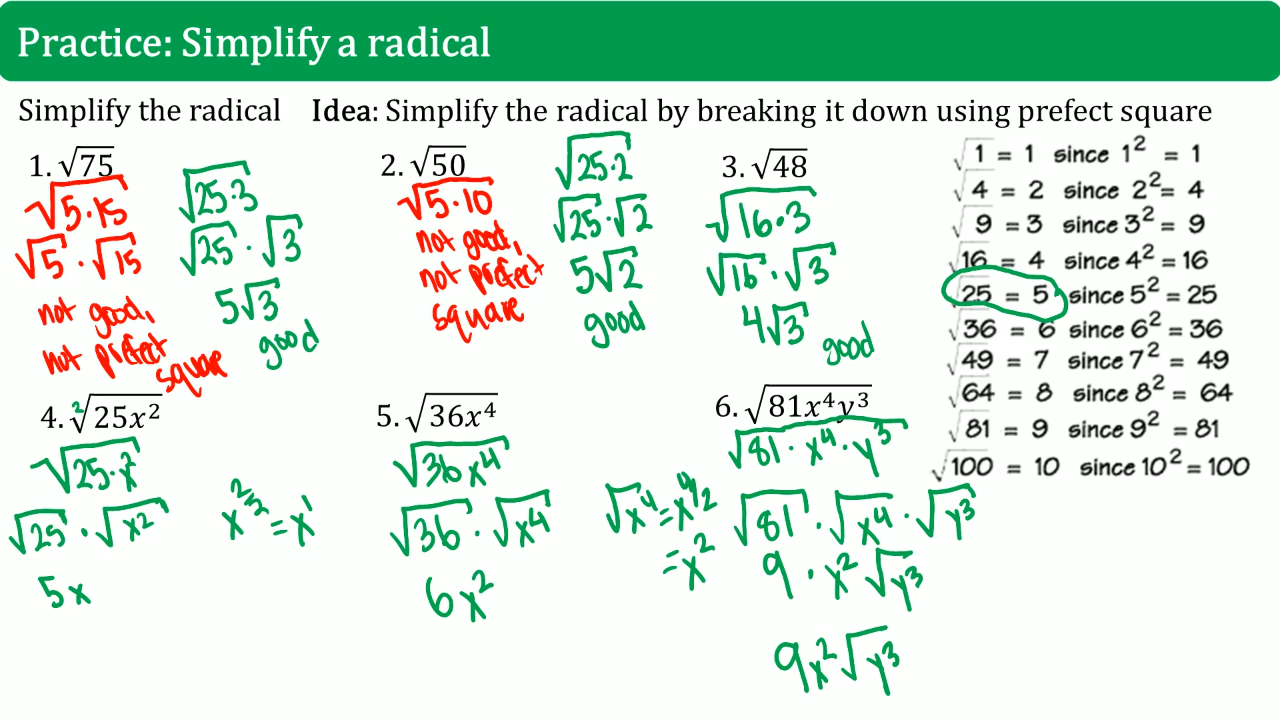 Practice: Simplify a radical
Simplify the radical
Idea: Simplify the radical by breaking it down using prefect square
1. √75
√5·15
√5 · √15
not good,
not prefect
square
√25·3
√25 · √3
5√3
good
2. √50
√5·10
not good,
not prefect
square
√25·2
√25·√2
5√2
good
3. √48
√16·3
√16·√3
4√3
good
√1 = 1 since 1² = 1
√4 = 2 since 2² = 4
√9 = 3 since 3² = 9
√16 = 4 since 4² = 16
√25 = 5 since 5² = 25
√36 = 6 since 6² = 36
√49 = 7 since 7² = 49
√64 = 8 since 8² = 64
√81 = 9 since 9² = 81
√100 = 10 since 10² = 100
4. ²√25x²
√25·x²
√25 · √x²
5x
x^2/2 = x¹
5. √36x⁴
√36x⁴
√36 · √x⁴
6x²
6. √81x⁴y³
√81 · x⁴ · y³
√x⁴ = x^4/2
= x²
√81 · √x⁴ · √y³
9 · x² √y³
9x²√y³